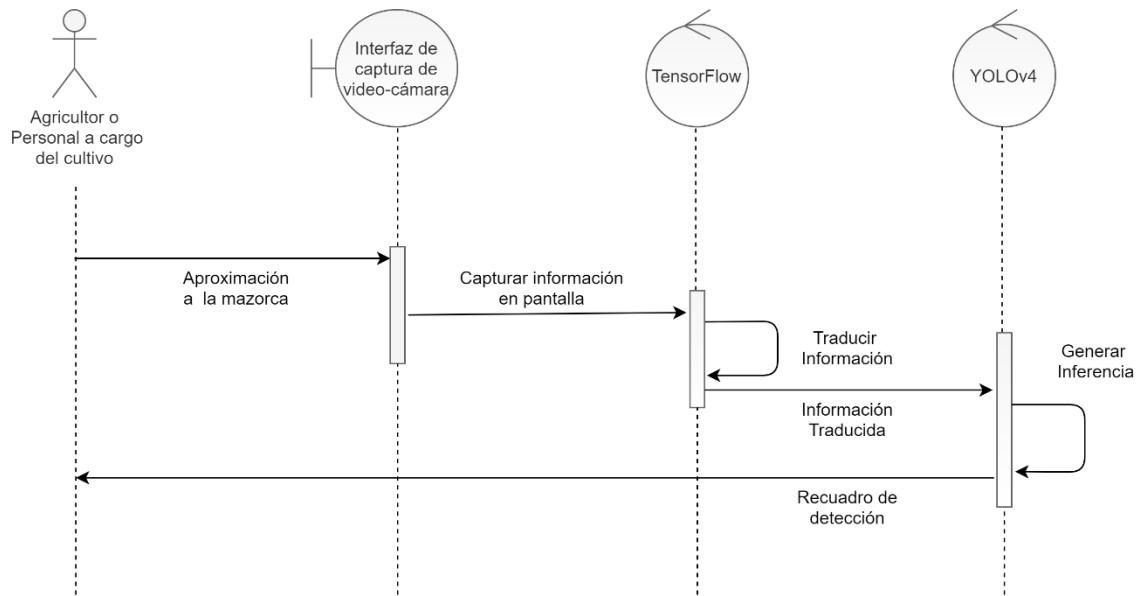 Interfaz de
captura de
video-cámara
TensorFlow
YOLOv4
Agricultor o
Personal a cargo
del cultivo
Aproximación
a la mazorca
Capturar información
en pantalla
Traducir
Información
Generar
Inferencia
Información
Traducida
Recuadro de
detección